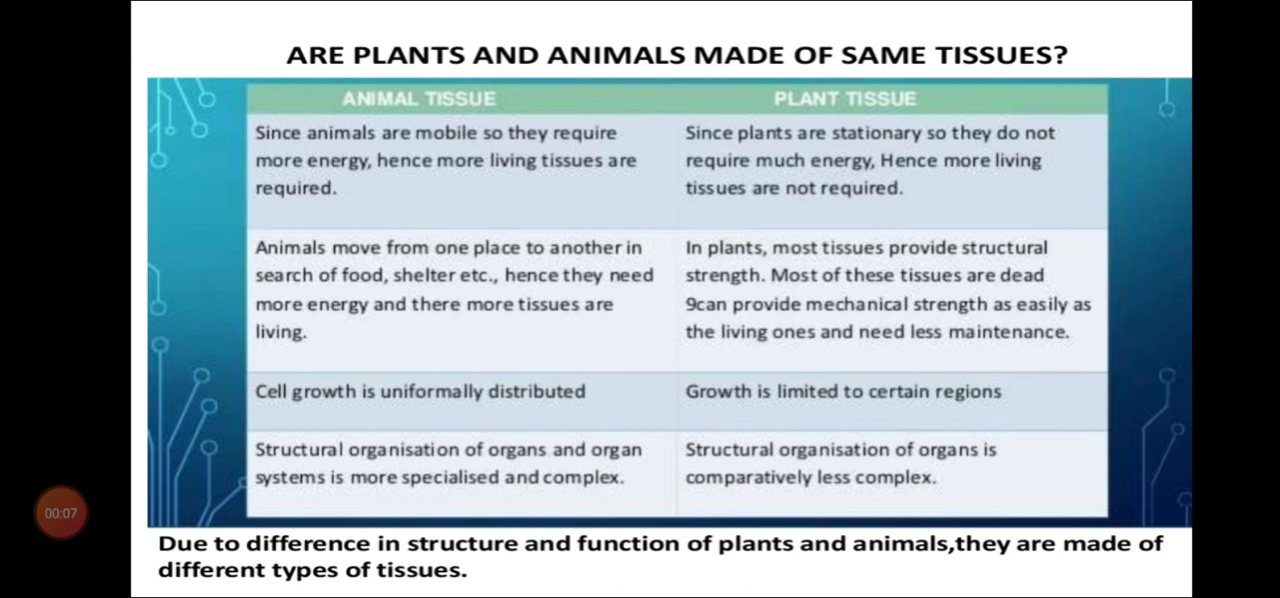 ARE PLANTS AND ANIMALS MADE OF SAME TISSUES?
ANIMAL TISSUE
PLANT TISSUE
Since animals are mobile so they require
more energy, hence more living tissues are
required.
Since plants are stationary so they do not
require much energy, Hence more living
tissues are not required.
Animals move from one place to another in
search of food, shelter etc., hence they need
more energy and there more tissues are
living.
In plants, most tissues provide structural
strength. Most of these tissues are dead
9can provide mechanical strength as easily as
the living ones and need less maintenance.
Cell growth is uniformally distributed
Growth is limited to certain regions
Structural organisation of organs and organ
systems is more specialised and complex.
Structural organisation of organs is
comparatively less complex.
00:07
Due to difference in structure and function of plants and animals,they are made of
different types of tissues.